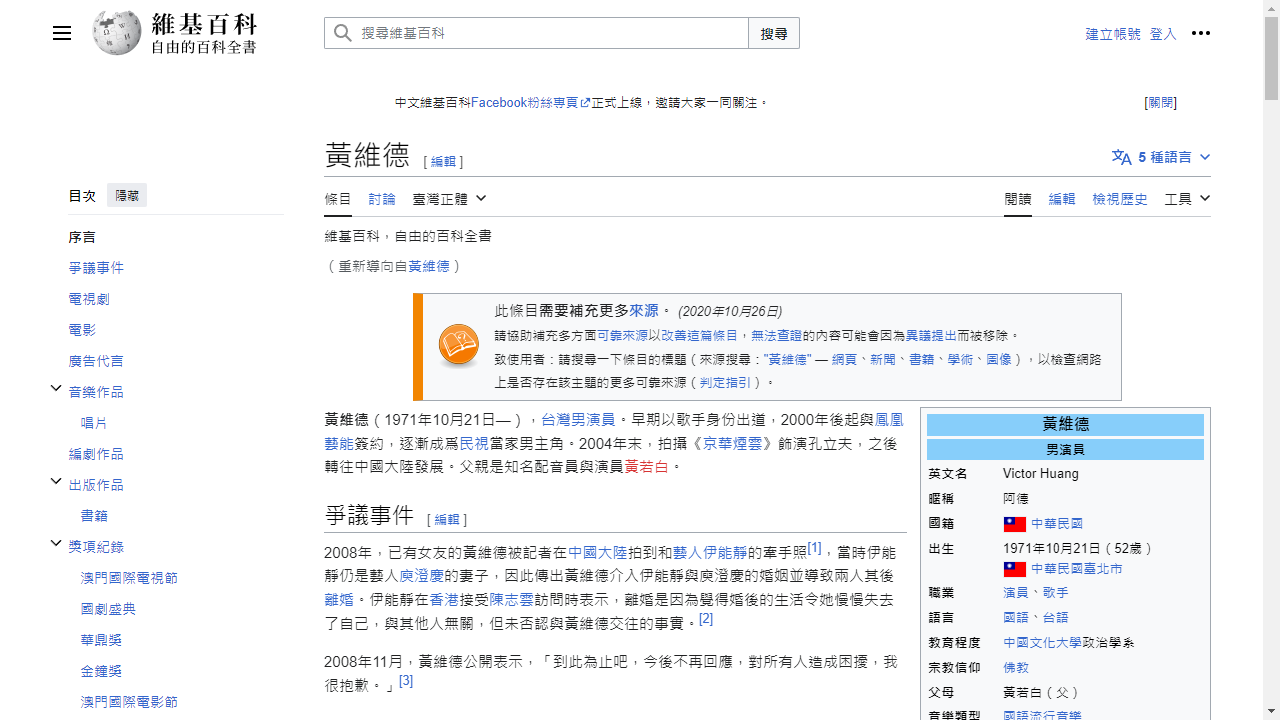 維基百科
自由的百科全書
搜尋維基百科
搜尋
建立帳號 登入
中文維基百科Facebook粉絲專頁正式上線，邀請大家一同關注。
[關閉]
黃維德 [ 編輯 ]
5 種語言
目次 隱藏
序言
爭議事件
電視劇
電影
廣告代言
音樂作品
唱片
編劇作品
出版作品
書籍
獎項紀錄
澳門國際電視節
國劇盛典
華鼎獎
金鐘獎
澳門國際電影節
條目 討論 臺灣正體
閱讀 編輯 檢視歷史 工具
維基百科，自由的百科全書
（重新導向自黃維德）
此條目需要補充更多來源。 (2020年10月26日)
請協助補充多方面可靠來源以改善這篇條目，無法查證的內容可能會因為異議提出而被移除。
致使用者：請搜尋一下條目的標題（來源搜尋："黃維德" — 網頁、新聞、書籍、學術、圖像），以檢查網路
上是否存在該主題的更多可靠來源（判定指引）。
黃維德（1971年10月21日—），台灣男演員。早期以歌手身份出道，2000年後起與鳳凰
藝能簽約，逐漸成爲民視當家男主角。2004年末，拍攝《京華煙雲》飾演孔立夫，之後
轉往中國大陸發展。父親是知名配音員與演員黃若白。
爭議事件 [ 編輯 ]
2008年，已有女友的黃維德被記者在中國大陸拍到和藝人伊能靜的牽手照[1]，當時伊能
靜仍是藝人庾澄慶的妻子，因此傳出黃維德介入伊能靜與庾澄慶的婚姻並導致兩人其後
離婚。伊能靜在香港接受陳志雲訪問時表示，離婚是因為覺得婚後的生活令她慢慢失去
了自己，與其他人無關，但未否認與黃維德交往的事實。[2]
2008年11月，黃維德公開表示，「到此為止吧，今後不再回應，對所有人造成困擾，我
很抱歉。」[3]
黃維德
男演員
英文名 Victor Huang
暱稱 阿德
國籍 中華民國
出生 1971年10月21日（52歲）
中華民國臺北市
職業 演員、歌手
語言 國語、台語
教育程度 中國文化大學政治學系
宗教信仰 佛教
父母 黃若白（父）
音樂類型 國語流行音樂